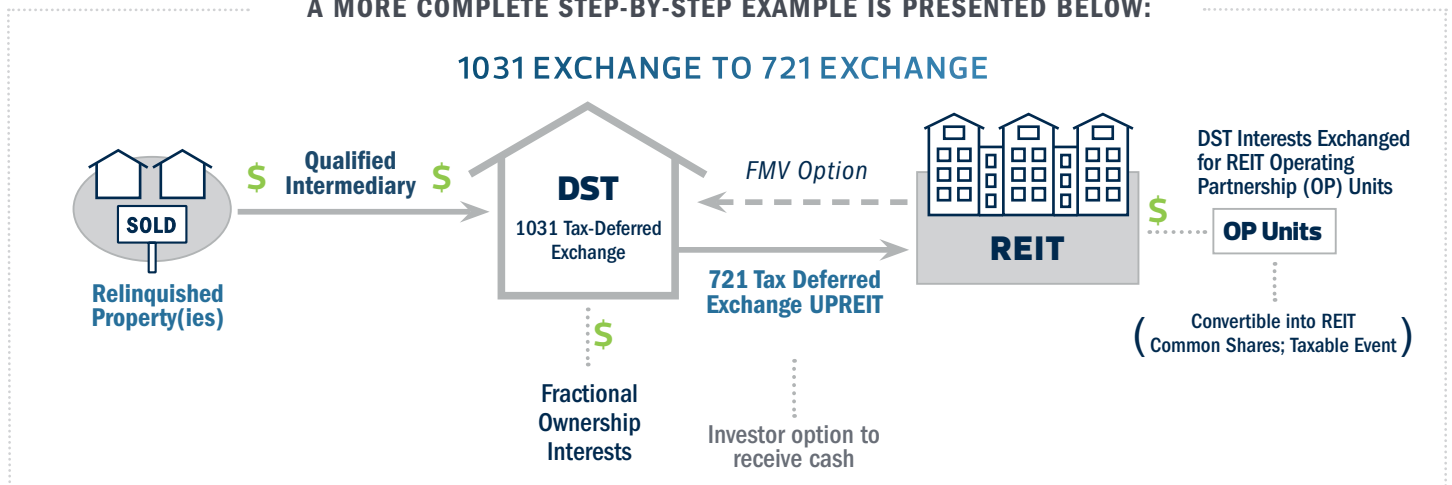 A MORE COMPLETE STEP-BY-STEP EXAMPLE IS PRESENTED BELOW:
1031 EXCHANGE TO 721 EXCHANGE
SOLD
Relinquished
Property(ies)
$
Qualified
Intermediary
$
DST
1031 Tax-Deferred
Exchange
$
Fractional
Ownership
Interests
FMV Option
721 Tax Deferred
Exchange UPREIT
Investor option to
receive cash
REIT
$
DST Interests Exchanged
for REIT Operating
Partnership (OP) Units
OP Units
(Convertible into REIT
Common Shares; Taxable Event)